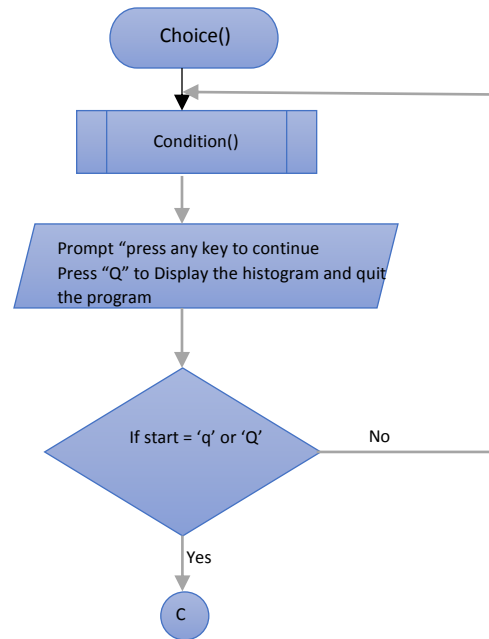 Choice()
Condition()
Prompt “press any key to continue
Press “Q” to Display the histogram and quit
the program
If start = ‘q’ or ‘Q’
No
Yes
C